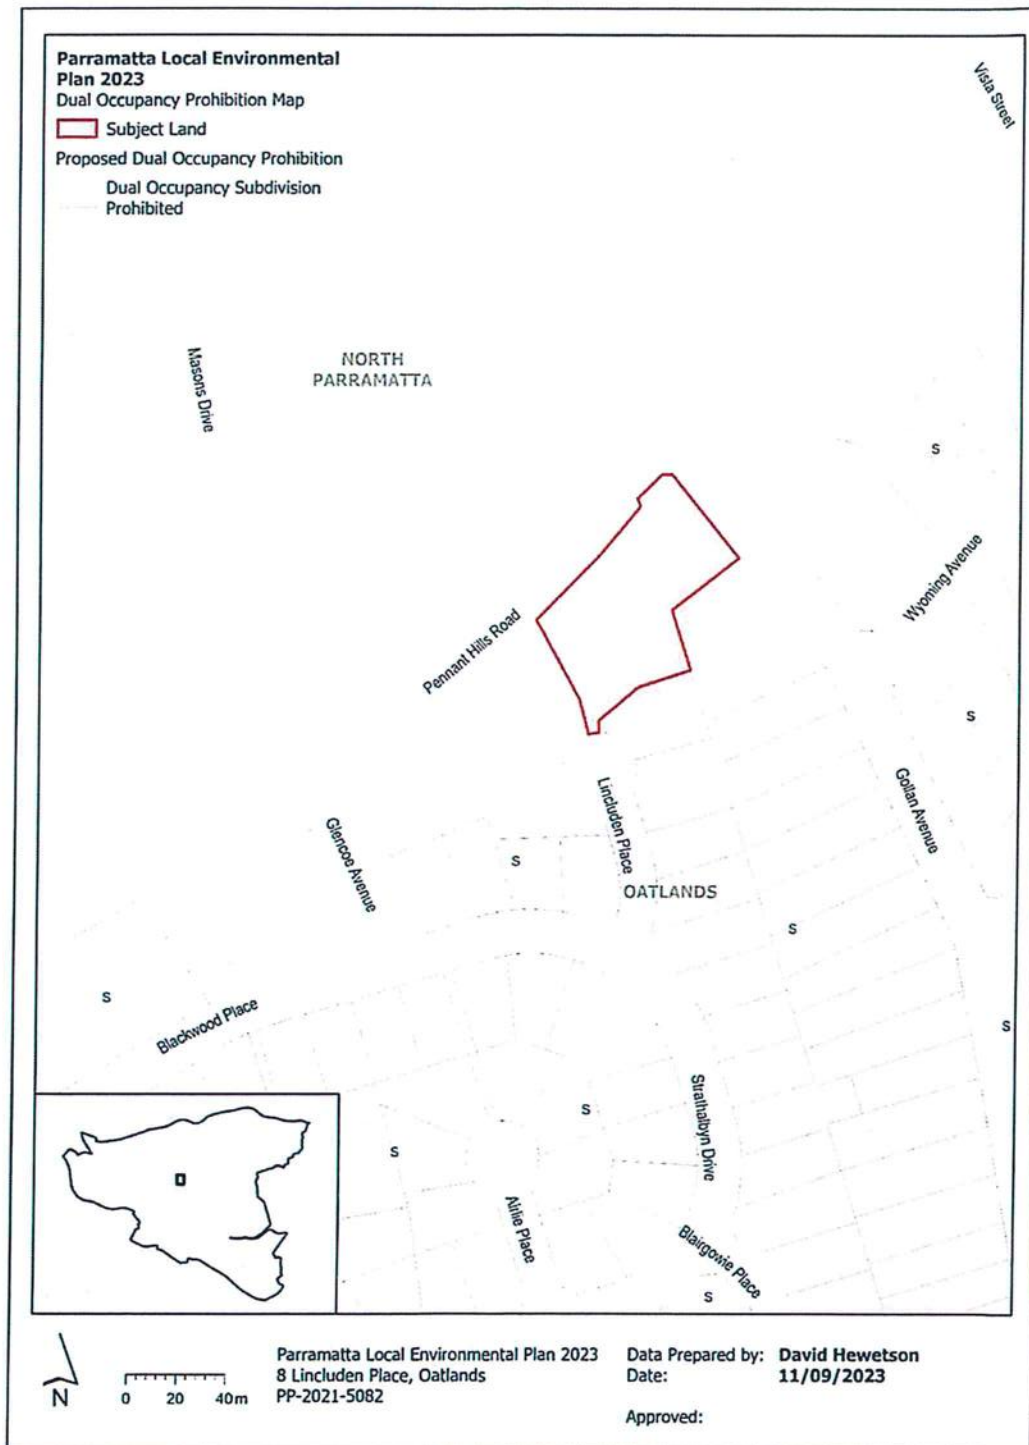 Parramatta Local Environmental
Plan 2023
Dual Occupancy Prohibition Map
Subject Land
Proposed Dual Occupancy Prohibition
Dual Occupancy Subdivision
Prohibited
Vista Street
Masons Drive
NORTH
PARRAMATTA
S
Wyoming Avenue
Pennant Hills Road
S
Gollan Avenue
Lincluden Place
Glencoe Avenue
S
OATLANDS
S
S
Blackwood Place
S
Strathalbyn Drive
S
S
Airlie Place
Blairgowie Place
S
N
0 20 40m
Parramatta Local Environmental Plan 2023
8 Lincluden Place, Oatlands
PP-2021-5082
Data Prepared by: David Hewetson
Date: 11/09/2023
Approved: